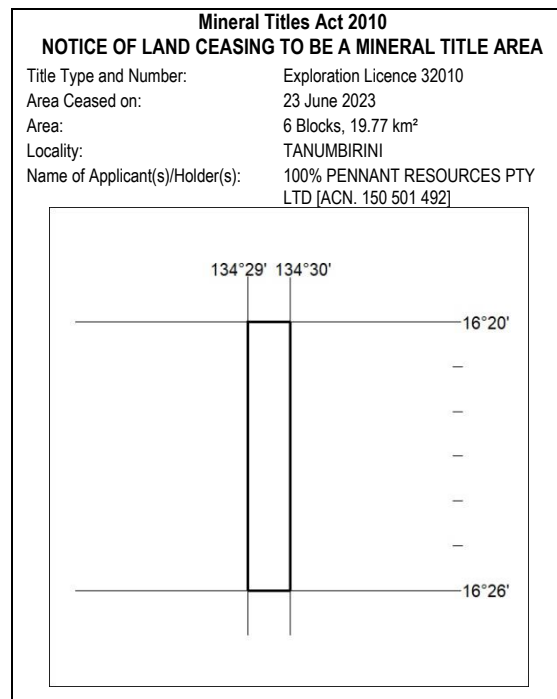 Mineral Titles Act 2010
NOTICE OF LAND CEASING TO BE A MINERAL TITLE AREA
Title Type and Number: Exploration Licence 32010
Area Ceased on: 23 June 2023
Area: 6 Blocks, 19.77 km²
Locality: TANUMBIRINI
Name of Applicant(s)/Holder(s): 100% PENNANT RESOURCES PTY
LTD [ACN. 150 501 492]
134°29' 134°30'
16°20'
16°26'